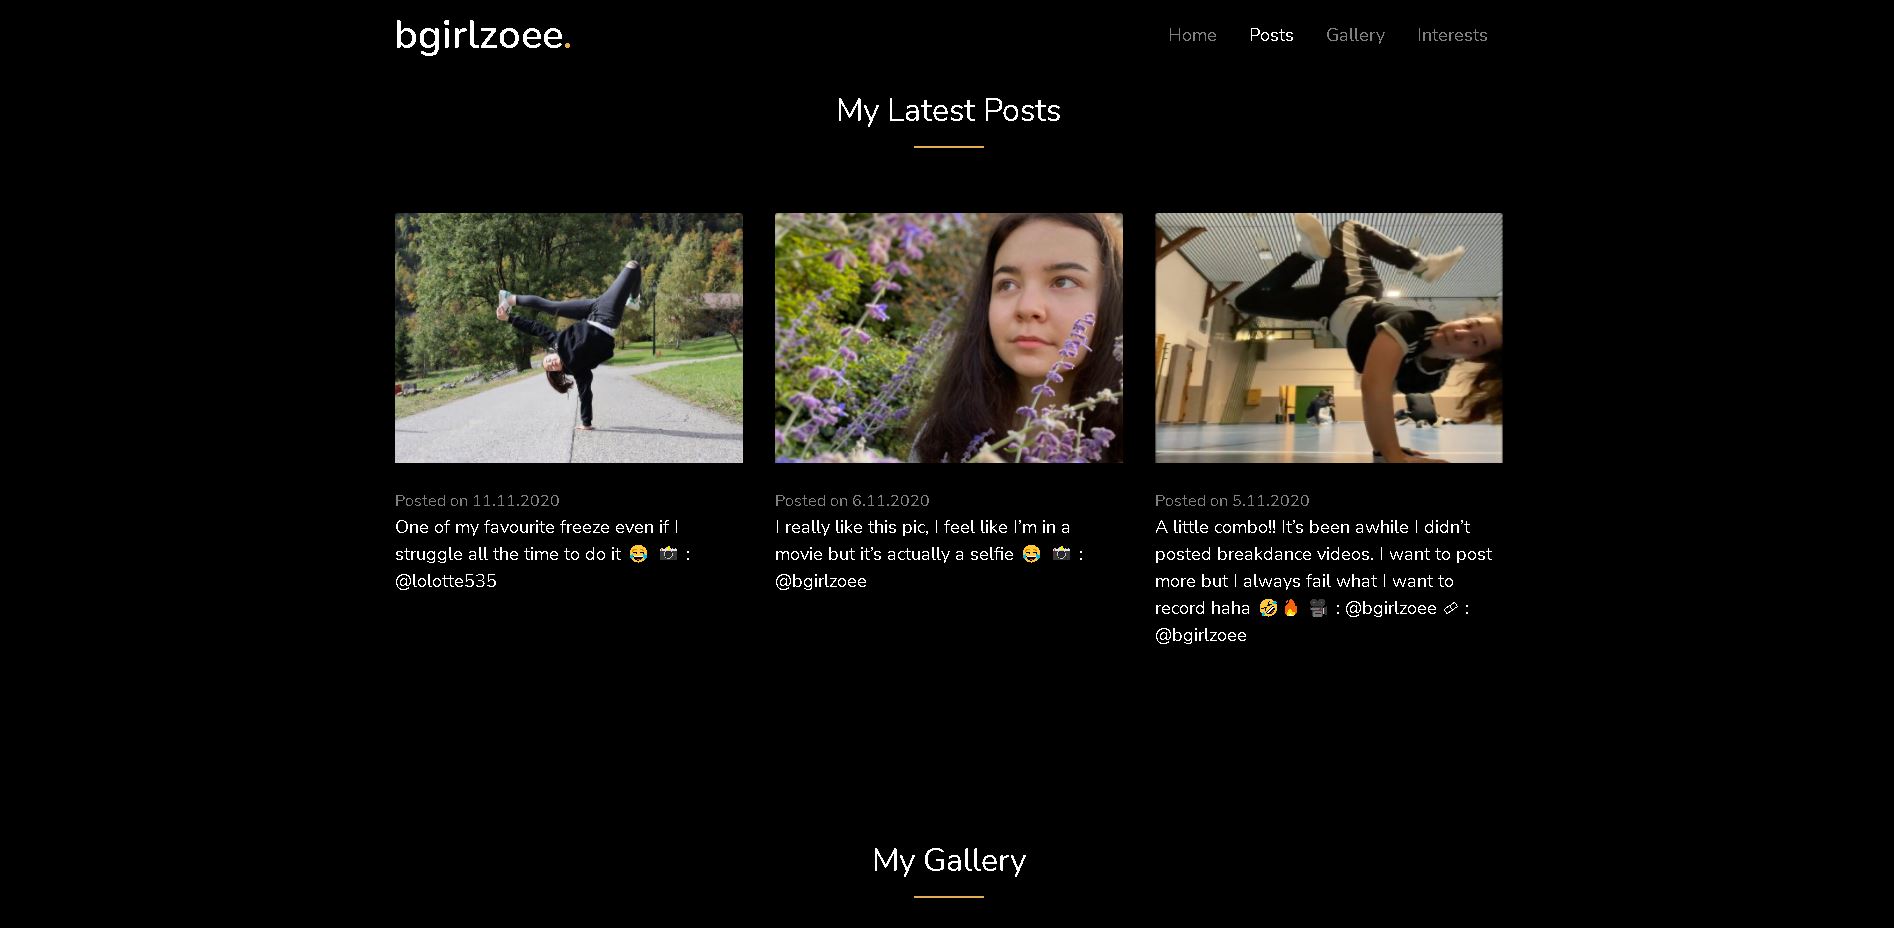 bgirlzoee.
Home Posts Gallery Interests
My Latest Posts
Posted on 11.11.2020
One of my favourite freeze even if I
struggle all the time to do it 😂 📸 :
@lolotte535
Posted on 6.11.2020
I really like this pic, I feel like I’m in a
movie but it’s actually a selfie 😂 📸 :
@bgirlzoee
Posted on 5.11.2020
A little combo!! It’s been awhile I didn’t
posted breakdance videos. I want to post
more but I always fail what I want to
record haha 🤣🔥 🎥 : @bgirlzoee 🖇 :
@bgirlzoee
My Gallery